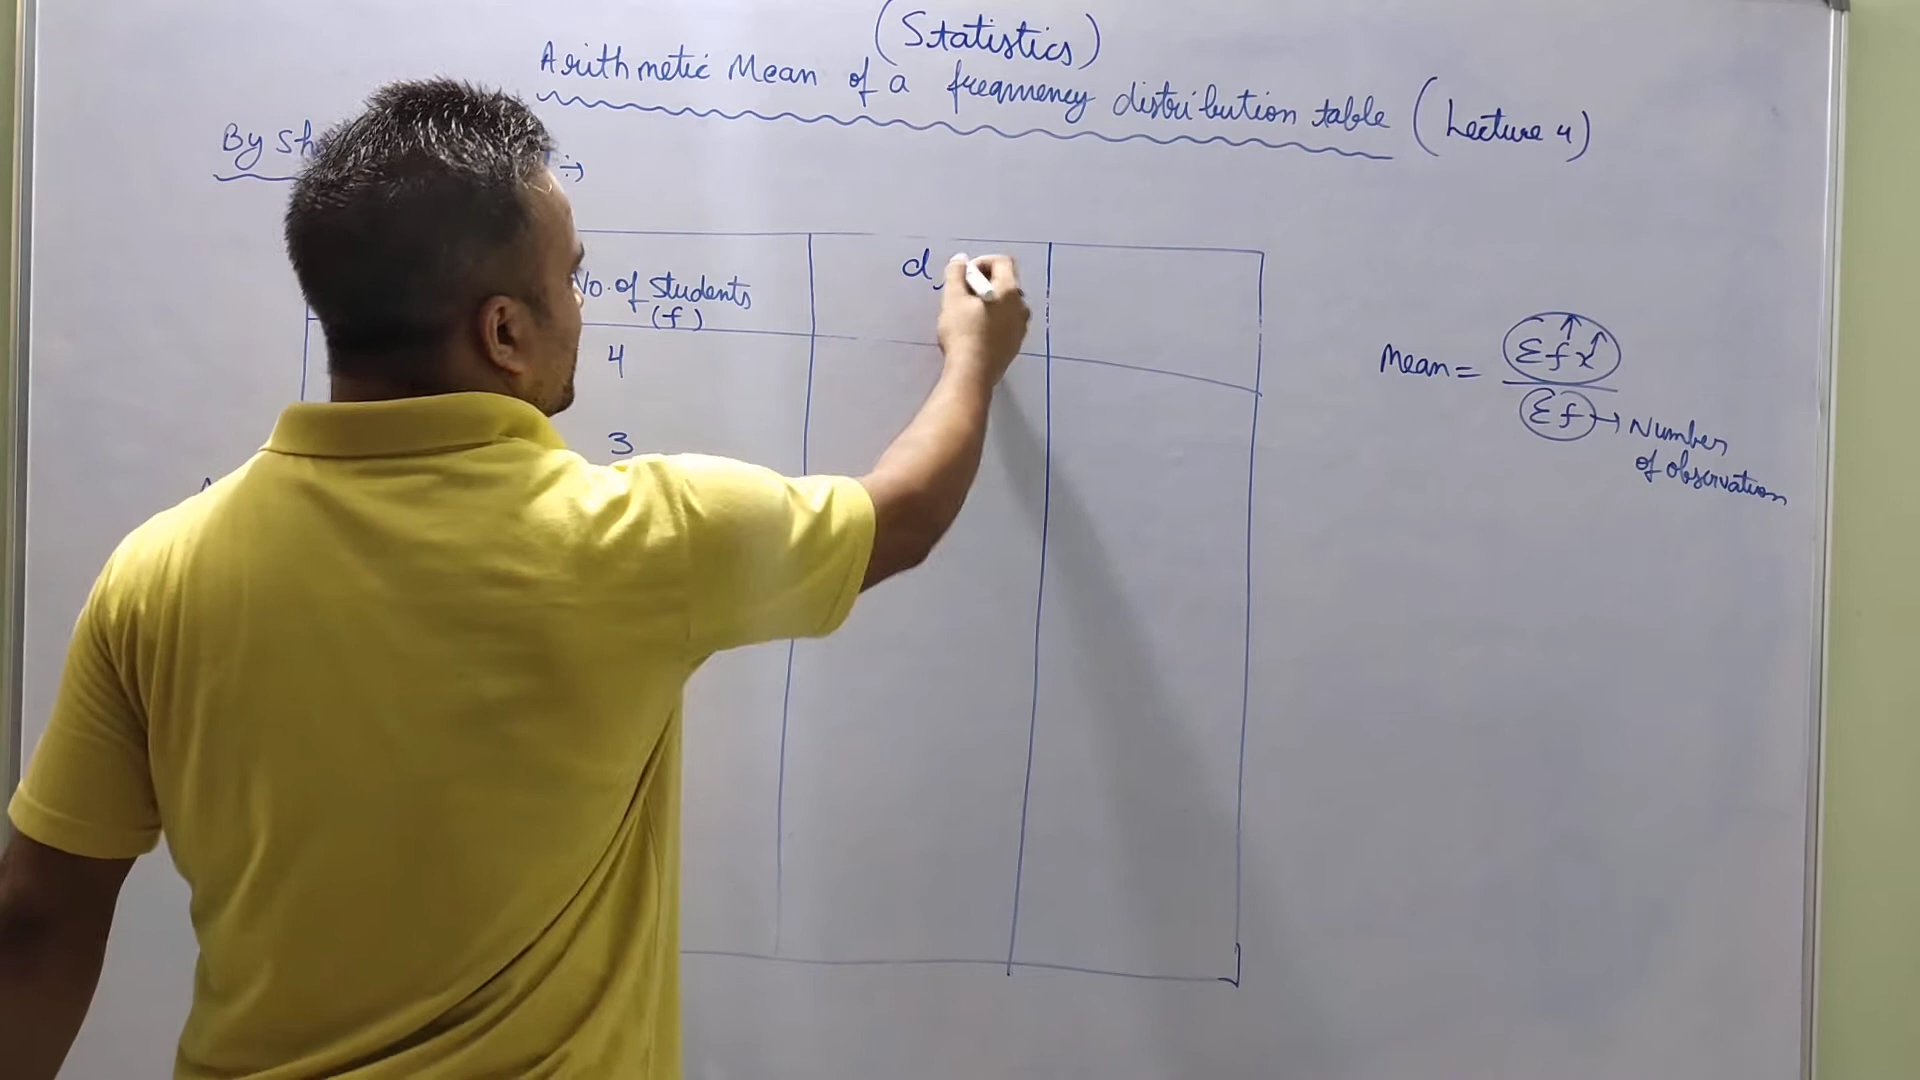 (Statistics)
Arithmetic Mean of a frequency distribution table (Lecture 4)
By
No. of Students
(f)
d
4
3
Mean = Σfx
Σf → Number
of observation